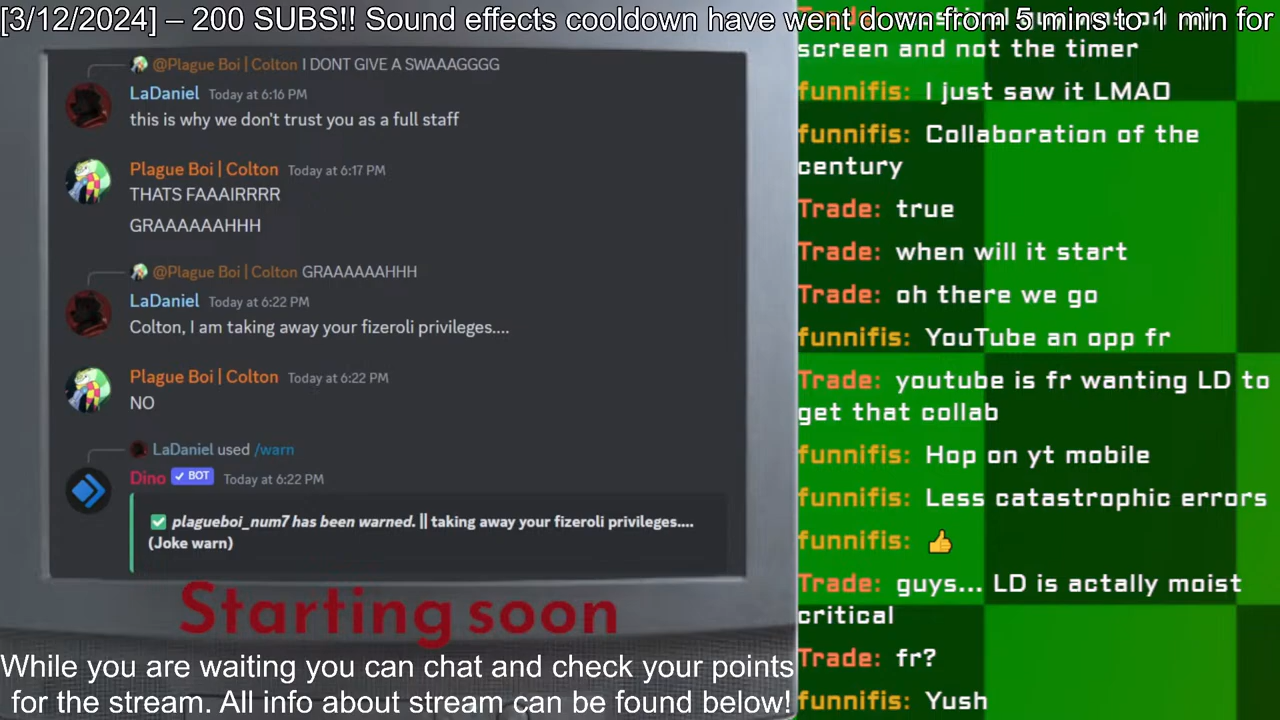 [3/12/2024] – 200 SUBS!! Sound effects cooldown have went down from 5 mins to 1 min for
@Plague Boi | Colton I DONT GIVE A SWAAAGGGG
LaDaniel Today at 6:16 PM
this is why we don't trust you as a full staff
Plague Boi | Colton Today at 6:17 PM
THATS FAAAIRRRR
GRAAAAAAHHH
@Plague Boi | Colton GRAAAAAAHHH
LaDaniel Today at 6:22 PM
Colton, I am taking away your fizeroli privileges....
Plague Boi | Colton Today at 6:22 PM
NO
LaDaniel used /warn
Dino ✓ BOT Today at 6:22 PM
✅ plagueboi_num7 has been warned. || taking away your fizeroli privileges....
(Joke warn)
Starting soon
While you are waiting you can chat and check your points
for the stream. All info about stream can be found below!
Trade:
screen and not the timer
funnifis: I just saw it LMAO
funnifis: Collaboration of the
century
Trade: true
Trade: when will it start
Trade: oh there we go
funnifis: YouTube an opp fr
Trade: youtube is fr wanting LD to
get that collab
funnifis: Hop on yt mobile
funnifis: Less catastrophic errors
funnifis: 👍
Trade: guys... LD is actally moist
critical
Trade: fr?
funnifis: Yush